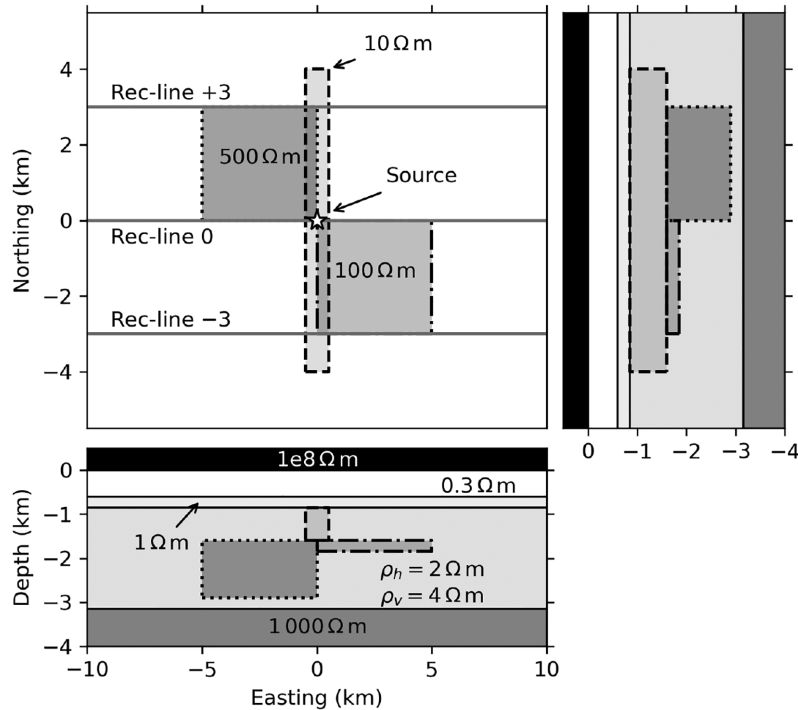 4
2
0
−2
−4
Northing (km)
10 Ω m
Rec-line +3
500 Ω m
Source
Rec-line 0
100 Ω m
Rec-line −3
0
−1
−2
−3
−4
1e8 Ω m
0.3 Ω m
1 Ω m
ρh = 2 Ω m
ρv = 4 Ω m
1 000 Ω m
0
−1
−2
−3
−4
Depth (km)
−10
−5
0
5
10
Easting (km)